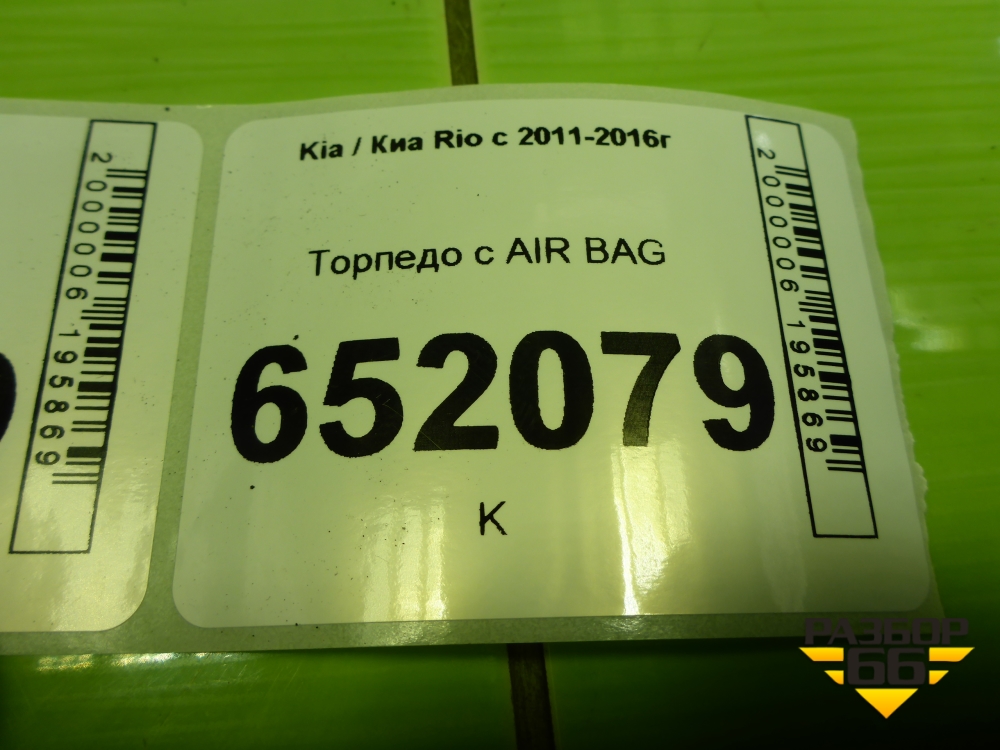 Kia / Киа Rio с 2011-2016г
Торпедо с AIR BAG
652079
К
2000006195869
2000006195869
РАЗБОР
66